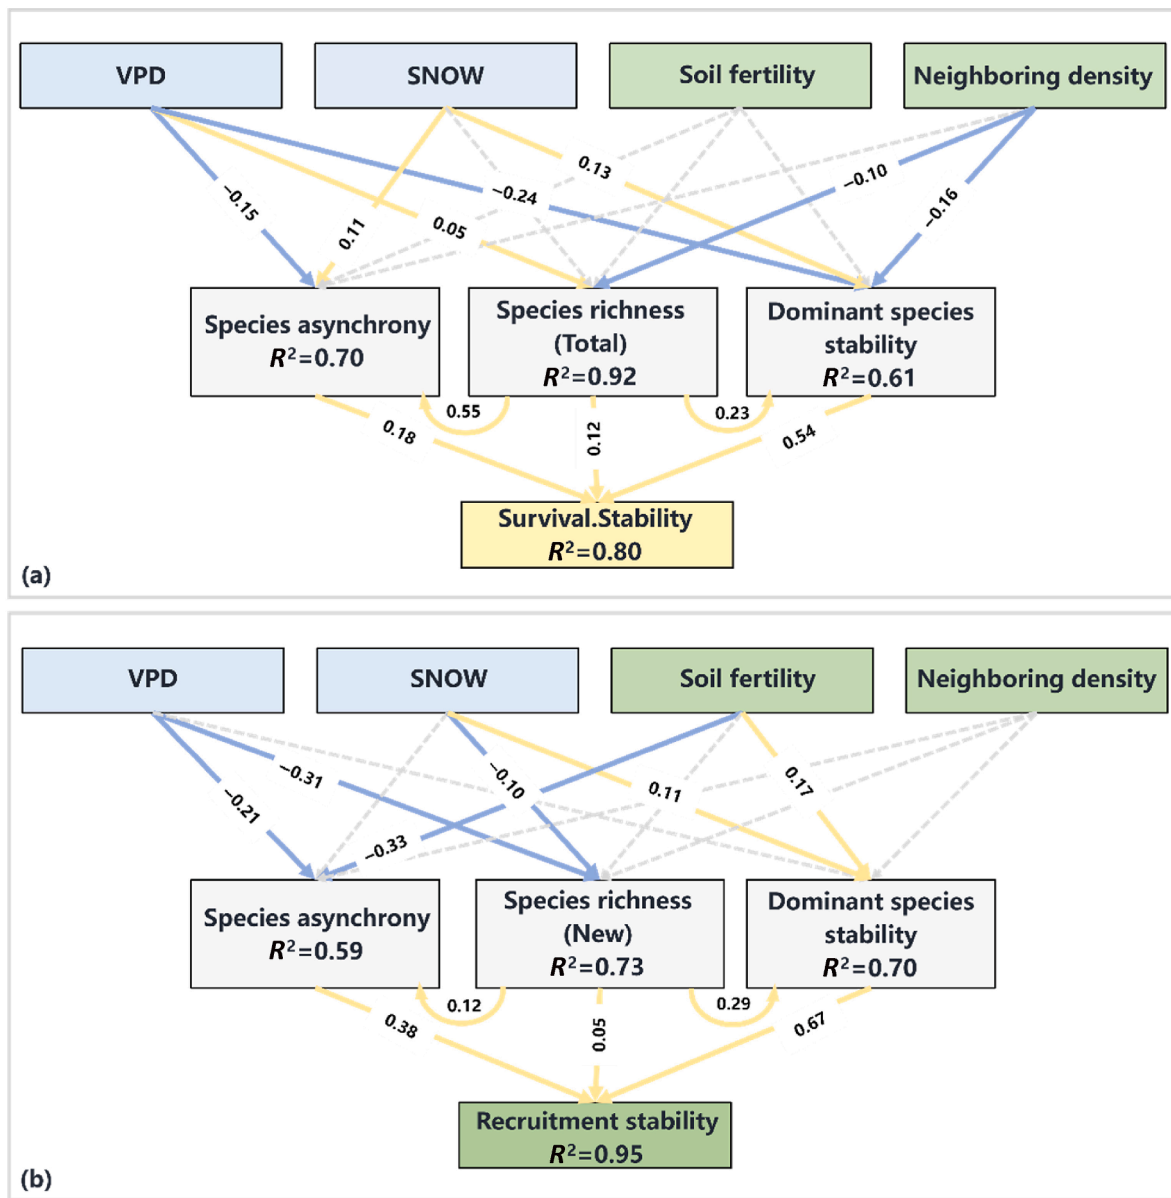 VPD
SNOW
Soil fertility
Neighboring density
−0.15
0.11
0.05
−0.24
0.13
−0.10
−0.16
Species asynchrony
R²=0.70
Species richness
(Total)
R²=0.92
Dominant species
stability
R²=0.61
0.55
0.23
0.18
0.12
0.54
Survival.Stability
R²=0.80
(a)
VPD
SNOW
Soil fertility
Neighboring density
−0.21
−0.31
−0.33
−0.10
0.11
0.17
Species asynchrony
R²=0.59
Species richness
(New)
R²=0.73
Dominant species
stability
R²=0.70
0.12
0.29
0.38
0.05
0.67
Recruitment stability
R²=0.95
(b)